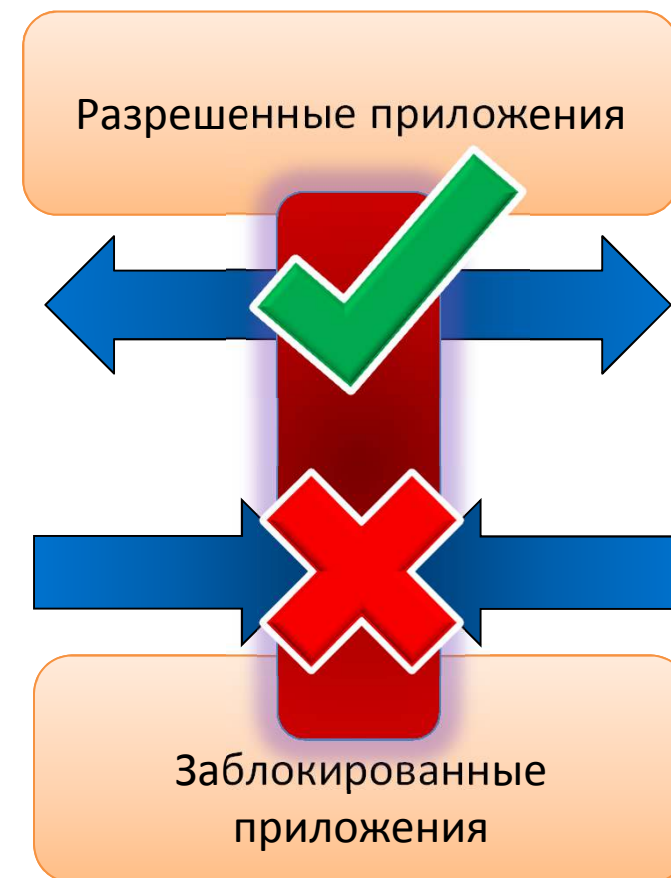 Разрешенные приложения
Заблокированные
приложения